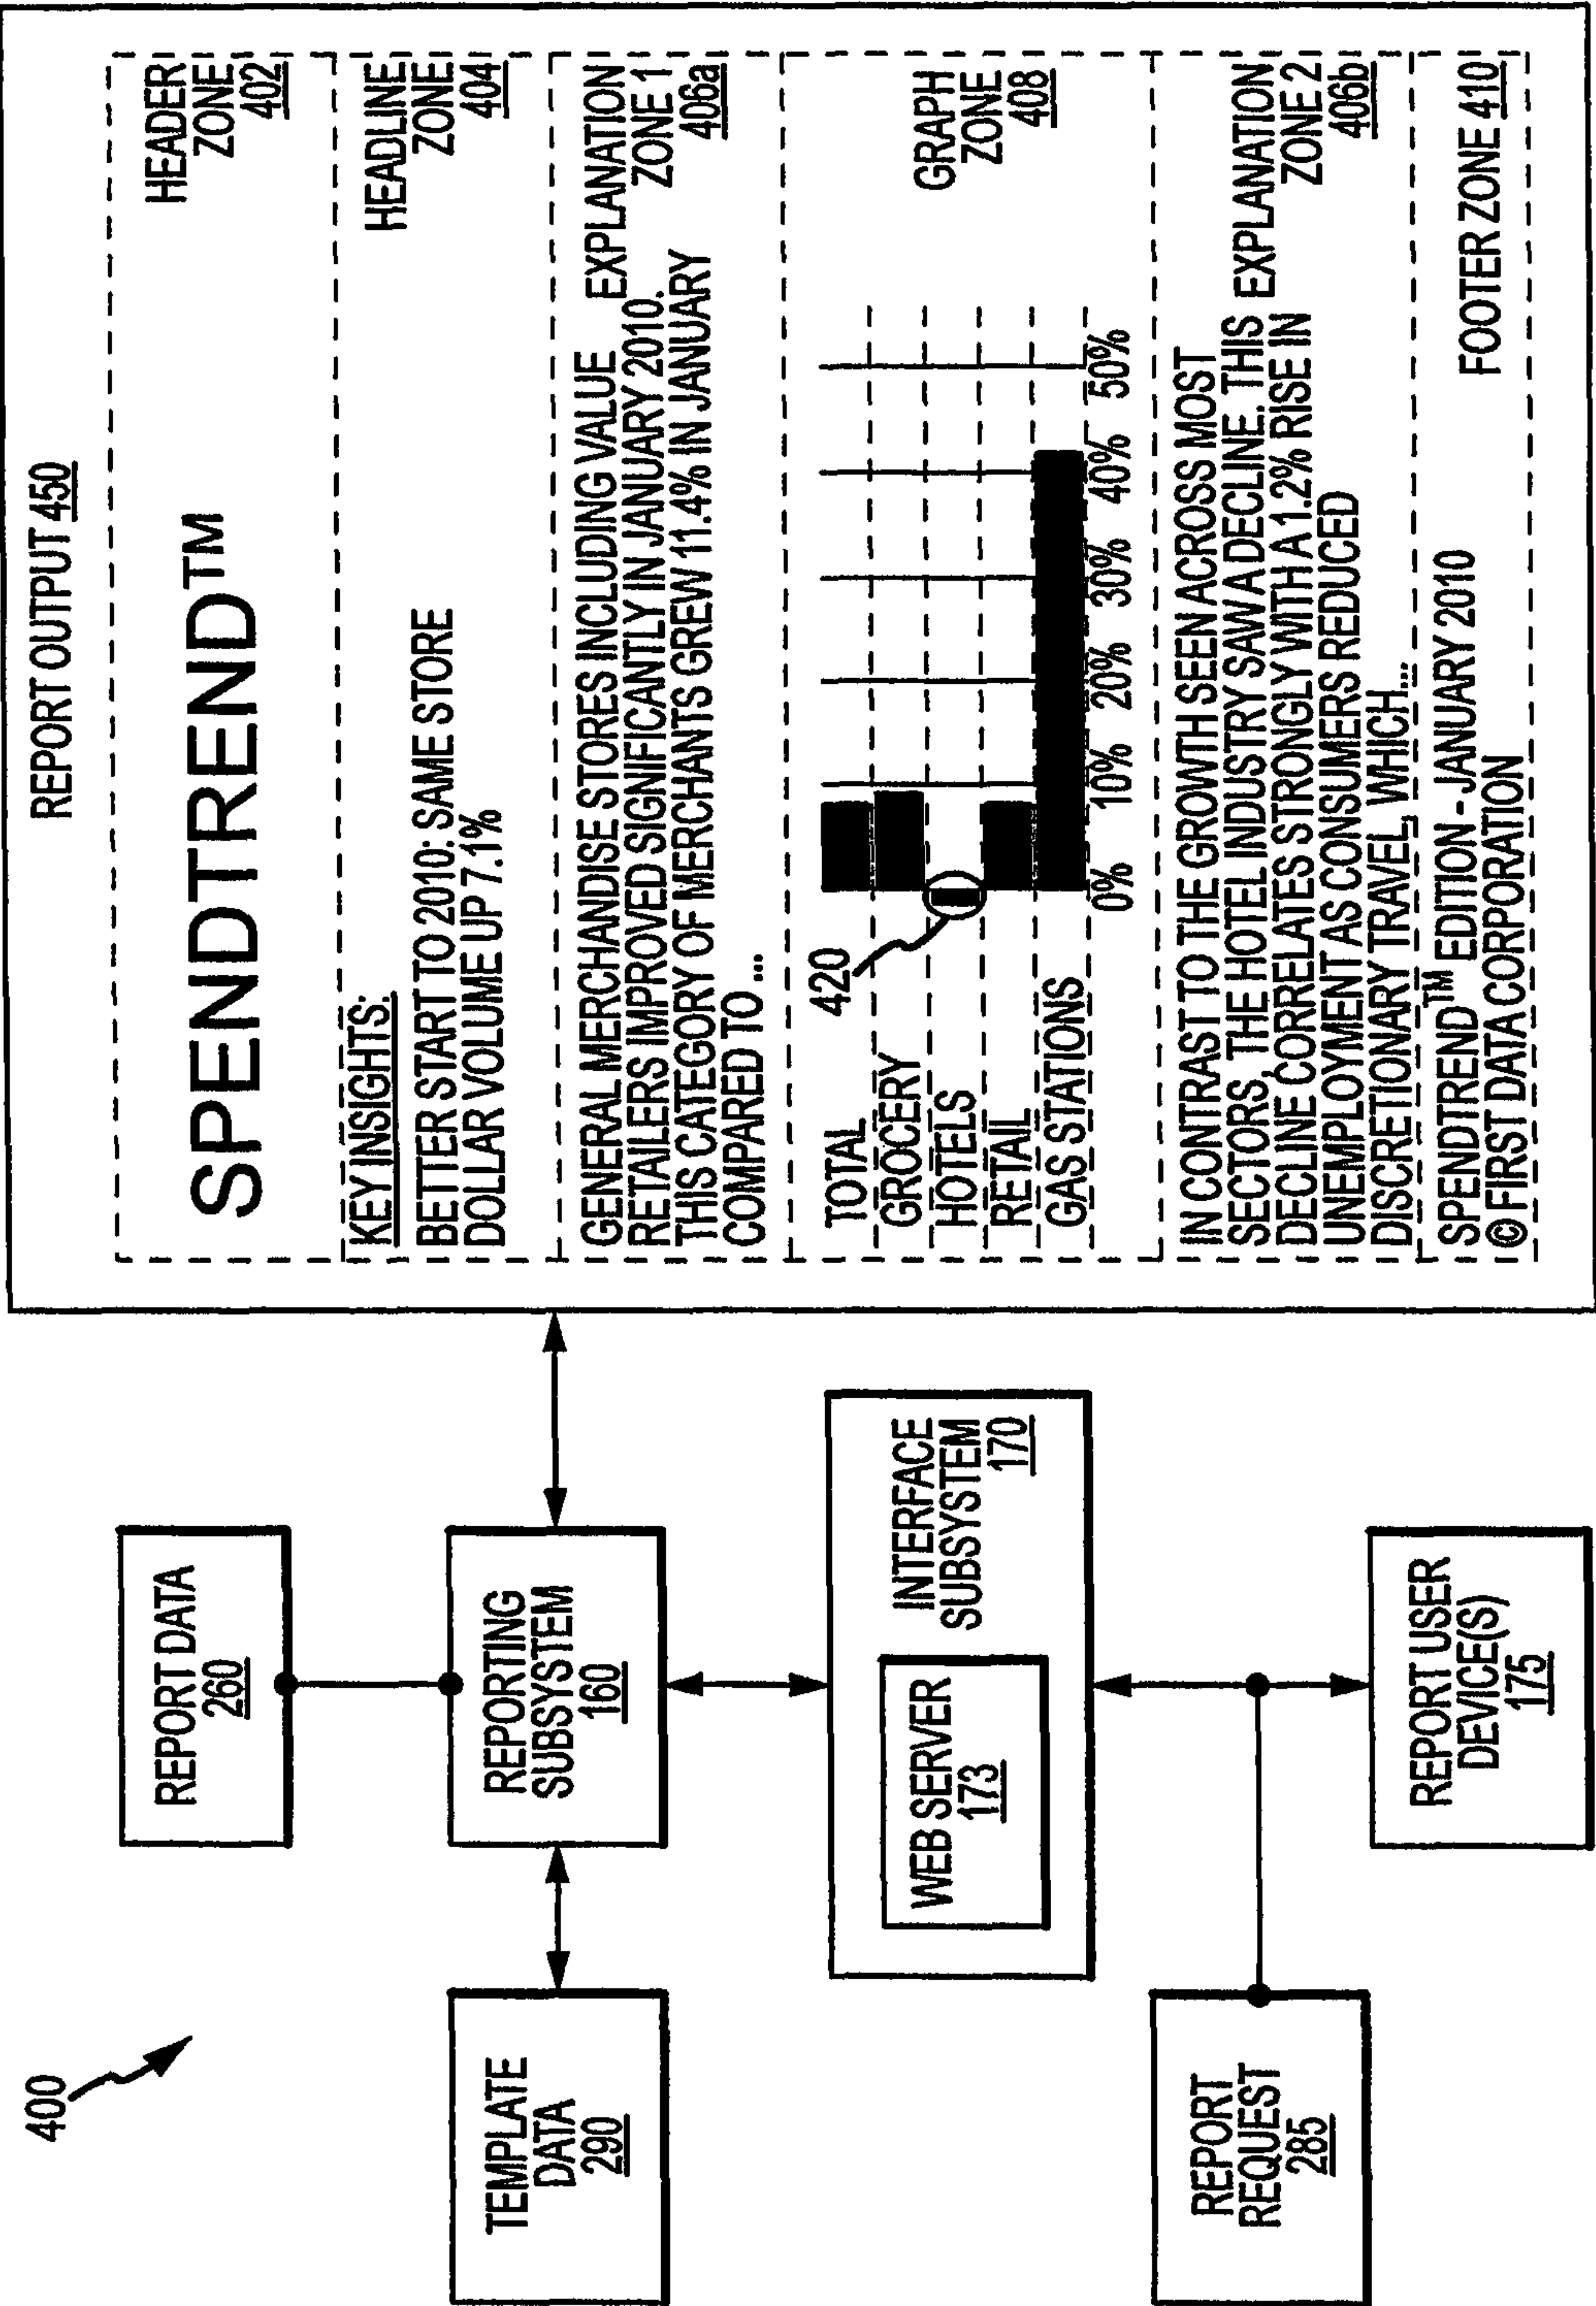 400
TEMPLATE
DATA
290
REPORT DATA
260
REPORTING
SUBSYSTEM
160
INTERFACE
SUBSYSTEM
170
WEB SERVER
173
REPORT
REQUEST
285
REPORT USER
DEVICE(S)
175
REPORT OUTPUT 450
SPENDTREND™
HEADER
ZONE
402
KEY INSIGHTS:
BETTER START TO 2010: SAME STORE
DOLLAR VOLUME UP 7.1%
HEADLINE
ZONE
404
GENERAL MERCHANDISE STORES INCLUDING VALUE
RETAILERS IMPROVED SIGNIFICANTLY IN JANUARY 2010.
THIS CATEGORY OF MERCHANTS GREW 11.4% IN JANUARY
COMPARED TO ...
EXPLANATION
ZONE 1
406a
420
TOTAL
GROCERY
HOTELS
RETAIL
GAS STATIONS
0% 10% 20% 30% 40% 50%
GRAPH
ZONE
408
IN CONTRAST TO THE GROWTH SEEN ACROSS MOST
SECTORS, THE HOTEL INDUSTRY SAW A DECLINE. THIS
DECLINE CORRELATES STRONGLY WITH A 1.2% RISE IN
UNEMPLOYMENT AS CONSUMERS REDUCED
DISCRETIONARY TRAVEL, WHICH...
EXPLANATION
ZONE 2
406b
SPENDTREND™ EDITION - JANUARY 2010
© FIRST DATA CORPORATION
FOOTER ZONE 410